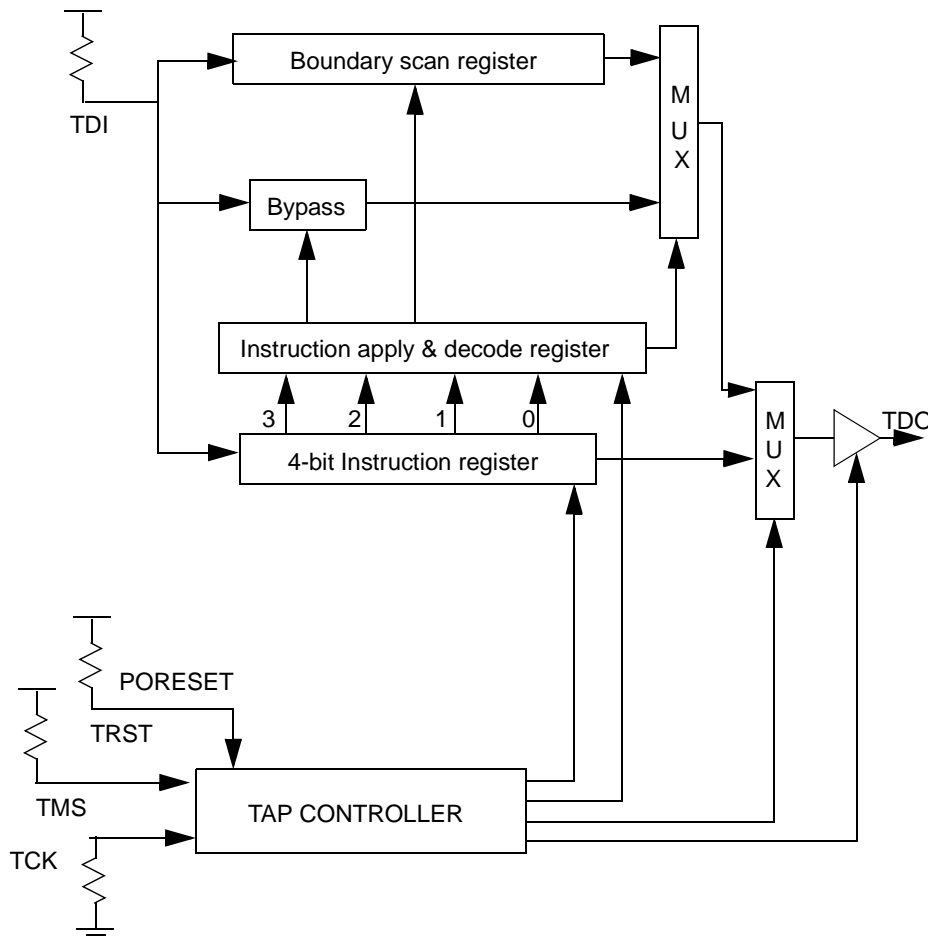 Boundary scan register
TDI
M
U
X
Bypass
Instruction apply & decode register
3 2 1 0
4-bit Instruction register
M
U
X
TDO
PORESET
TRST
TMS
TAP CONTROLLER
TCK